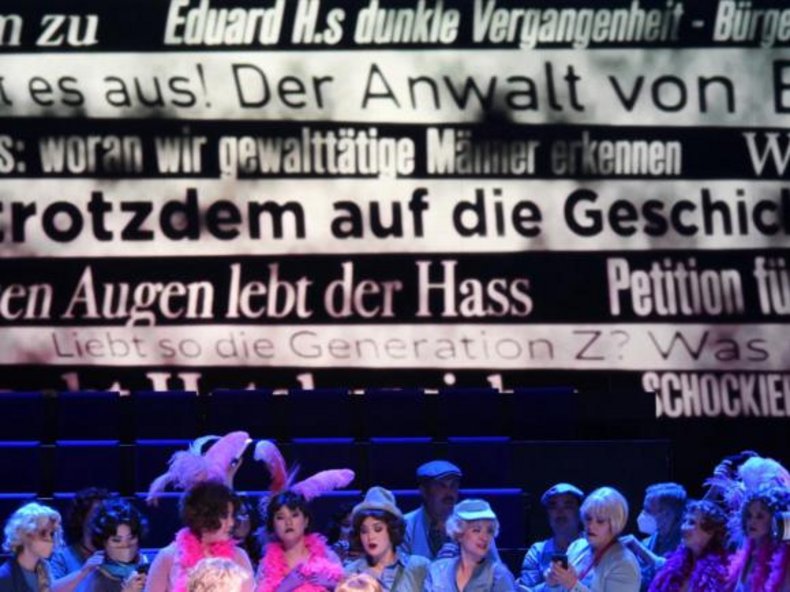 m zu Eduard H.s dunkle Vergangenheit - Bürge
t es aus! Der Anwalt von E
s: woran wir gewalttätige Männer erkennen W
trotzdem auf die Geschich
en Augen lebt der Hass Petition fü
Liebt so die Generation Z? Was
SCHOCKIE